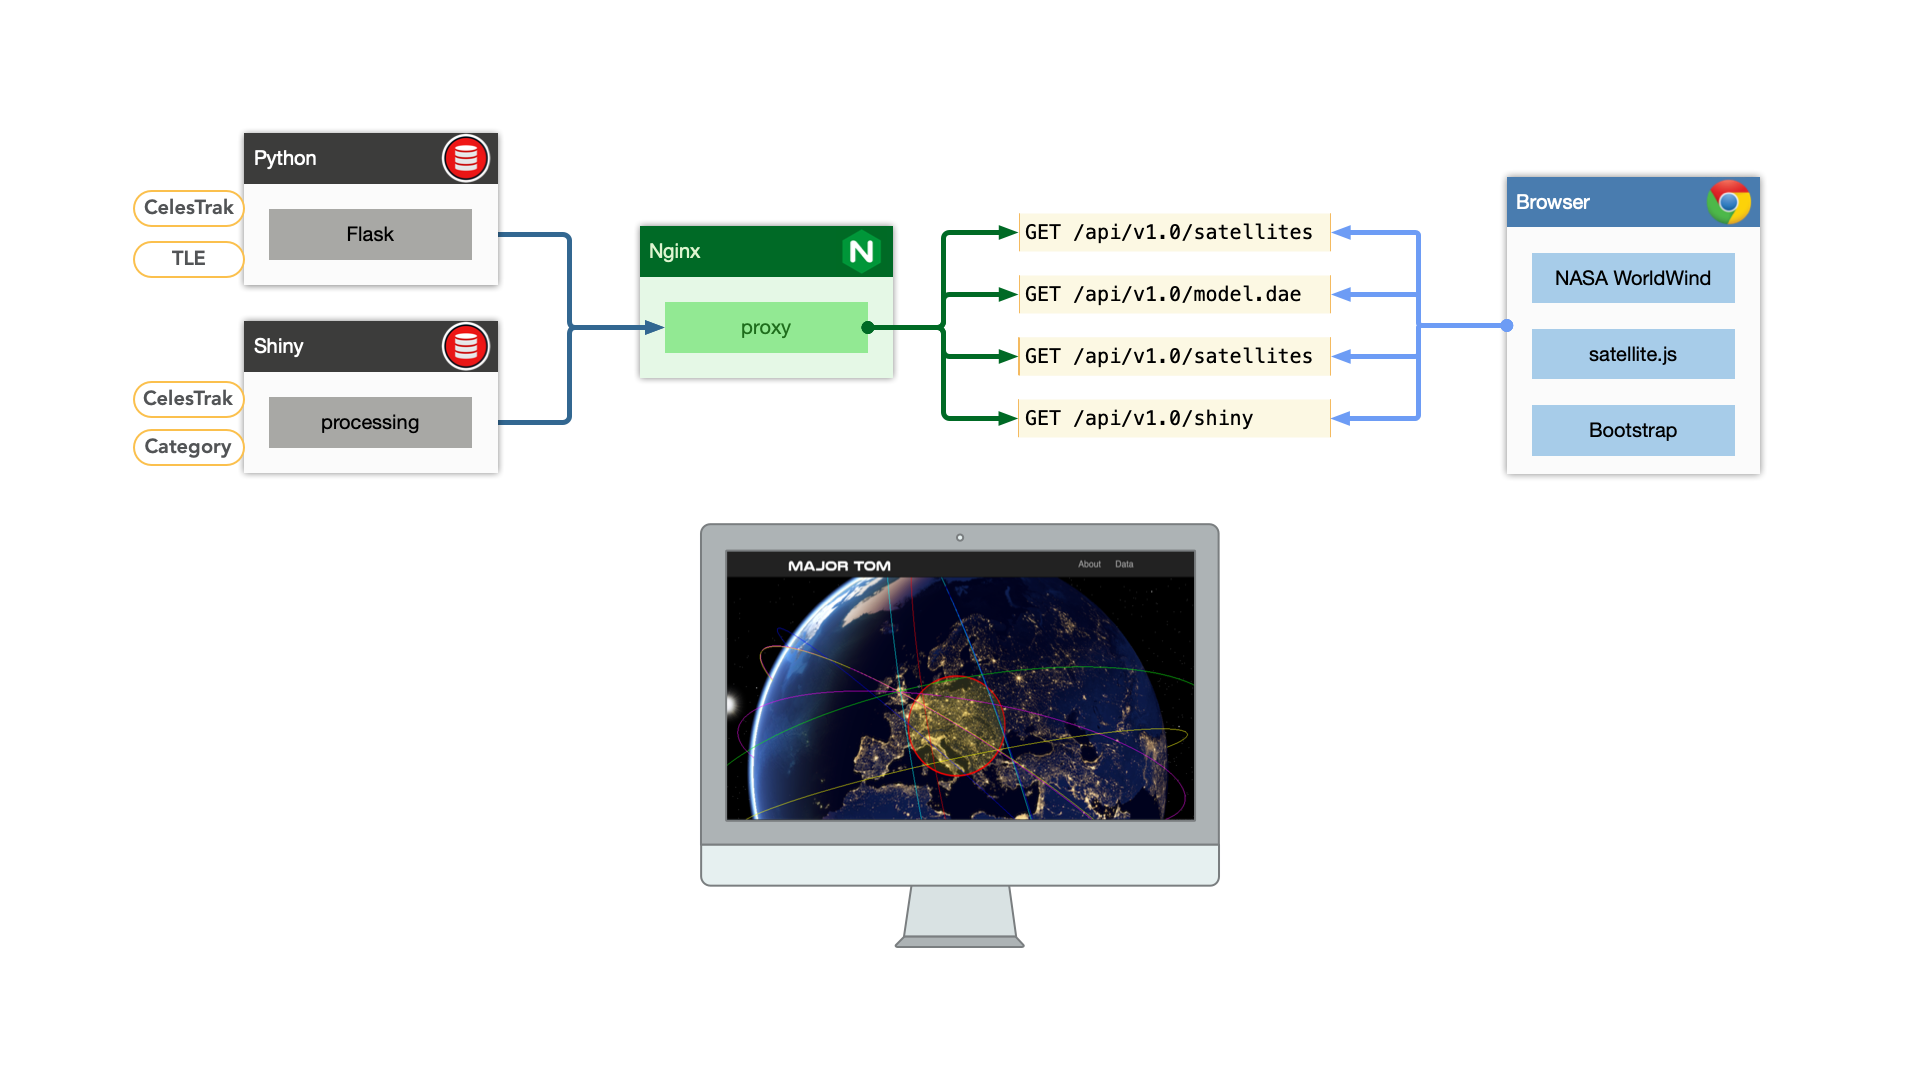 Python
CelesTrak
Flask
TLE
Shiny
CelesTrak
processing
Category
Nginx
N
proxy
GET /api/v1.0/satellites
GET /api/v1.0/model.dae
GET /api/v1.0/satellites
GET /api/v1.0/shiny
Browser
NASA WorldWind
satellite.js
Bootstrap
MAJOR TOM
About Data